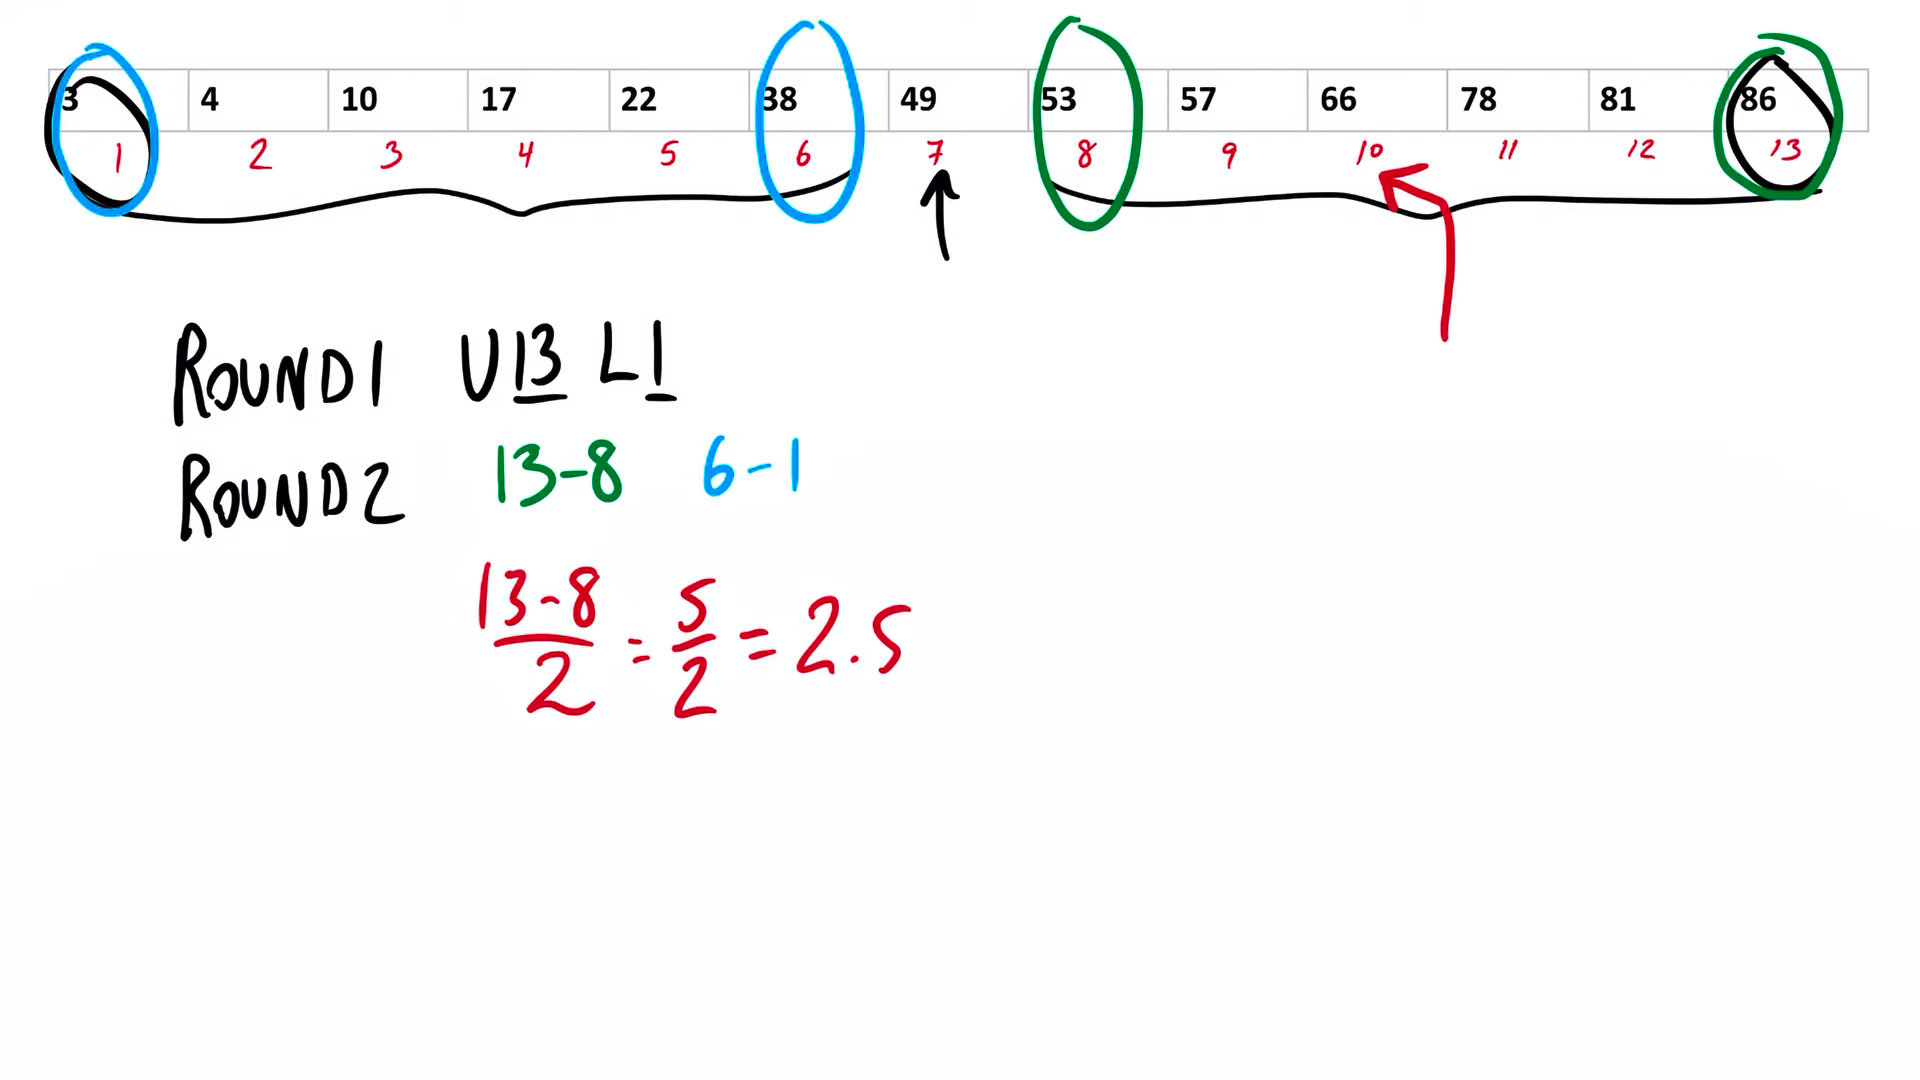 3 4 10 17 22 38 49 53 57 66 78 81 86
1 2 3 4 5 6 7 8 9 10 11 12 13
ROUND1 U13 L1
ROUND2 13-8 6-1
13-8/2 = 5/2 = 2.5